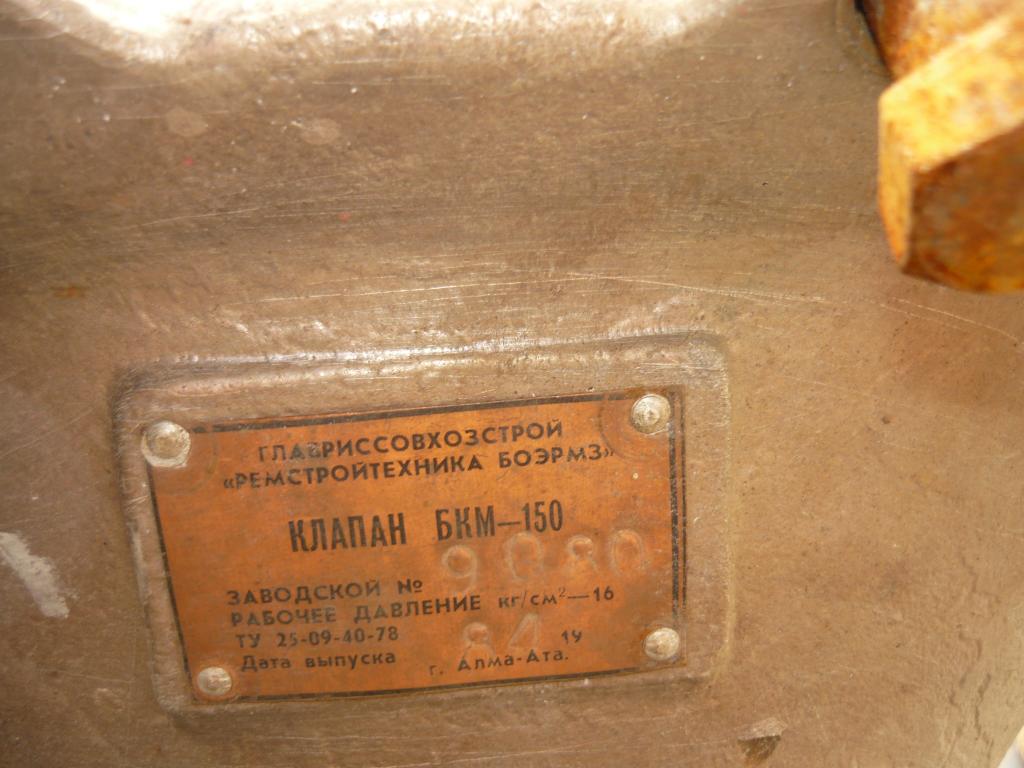 ГЛАВРИССОВХОЗСТРОЙ
«РЕМСТРОЙТЕХНИКА БОЭРМЗ»
КЛАПАН БКМ—150
ЗАВОДСКОЙ № 9080
РАБОЧЕЕ ДАВЛЕНИЕ кг/см²—16
ТУ 25-09-40-78
Дата выпуска 84 19
г. Алма-Ата.